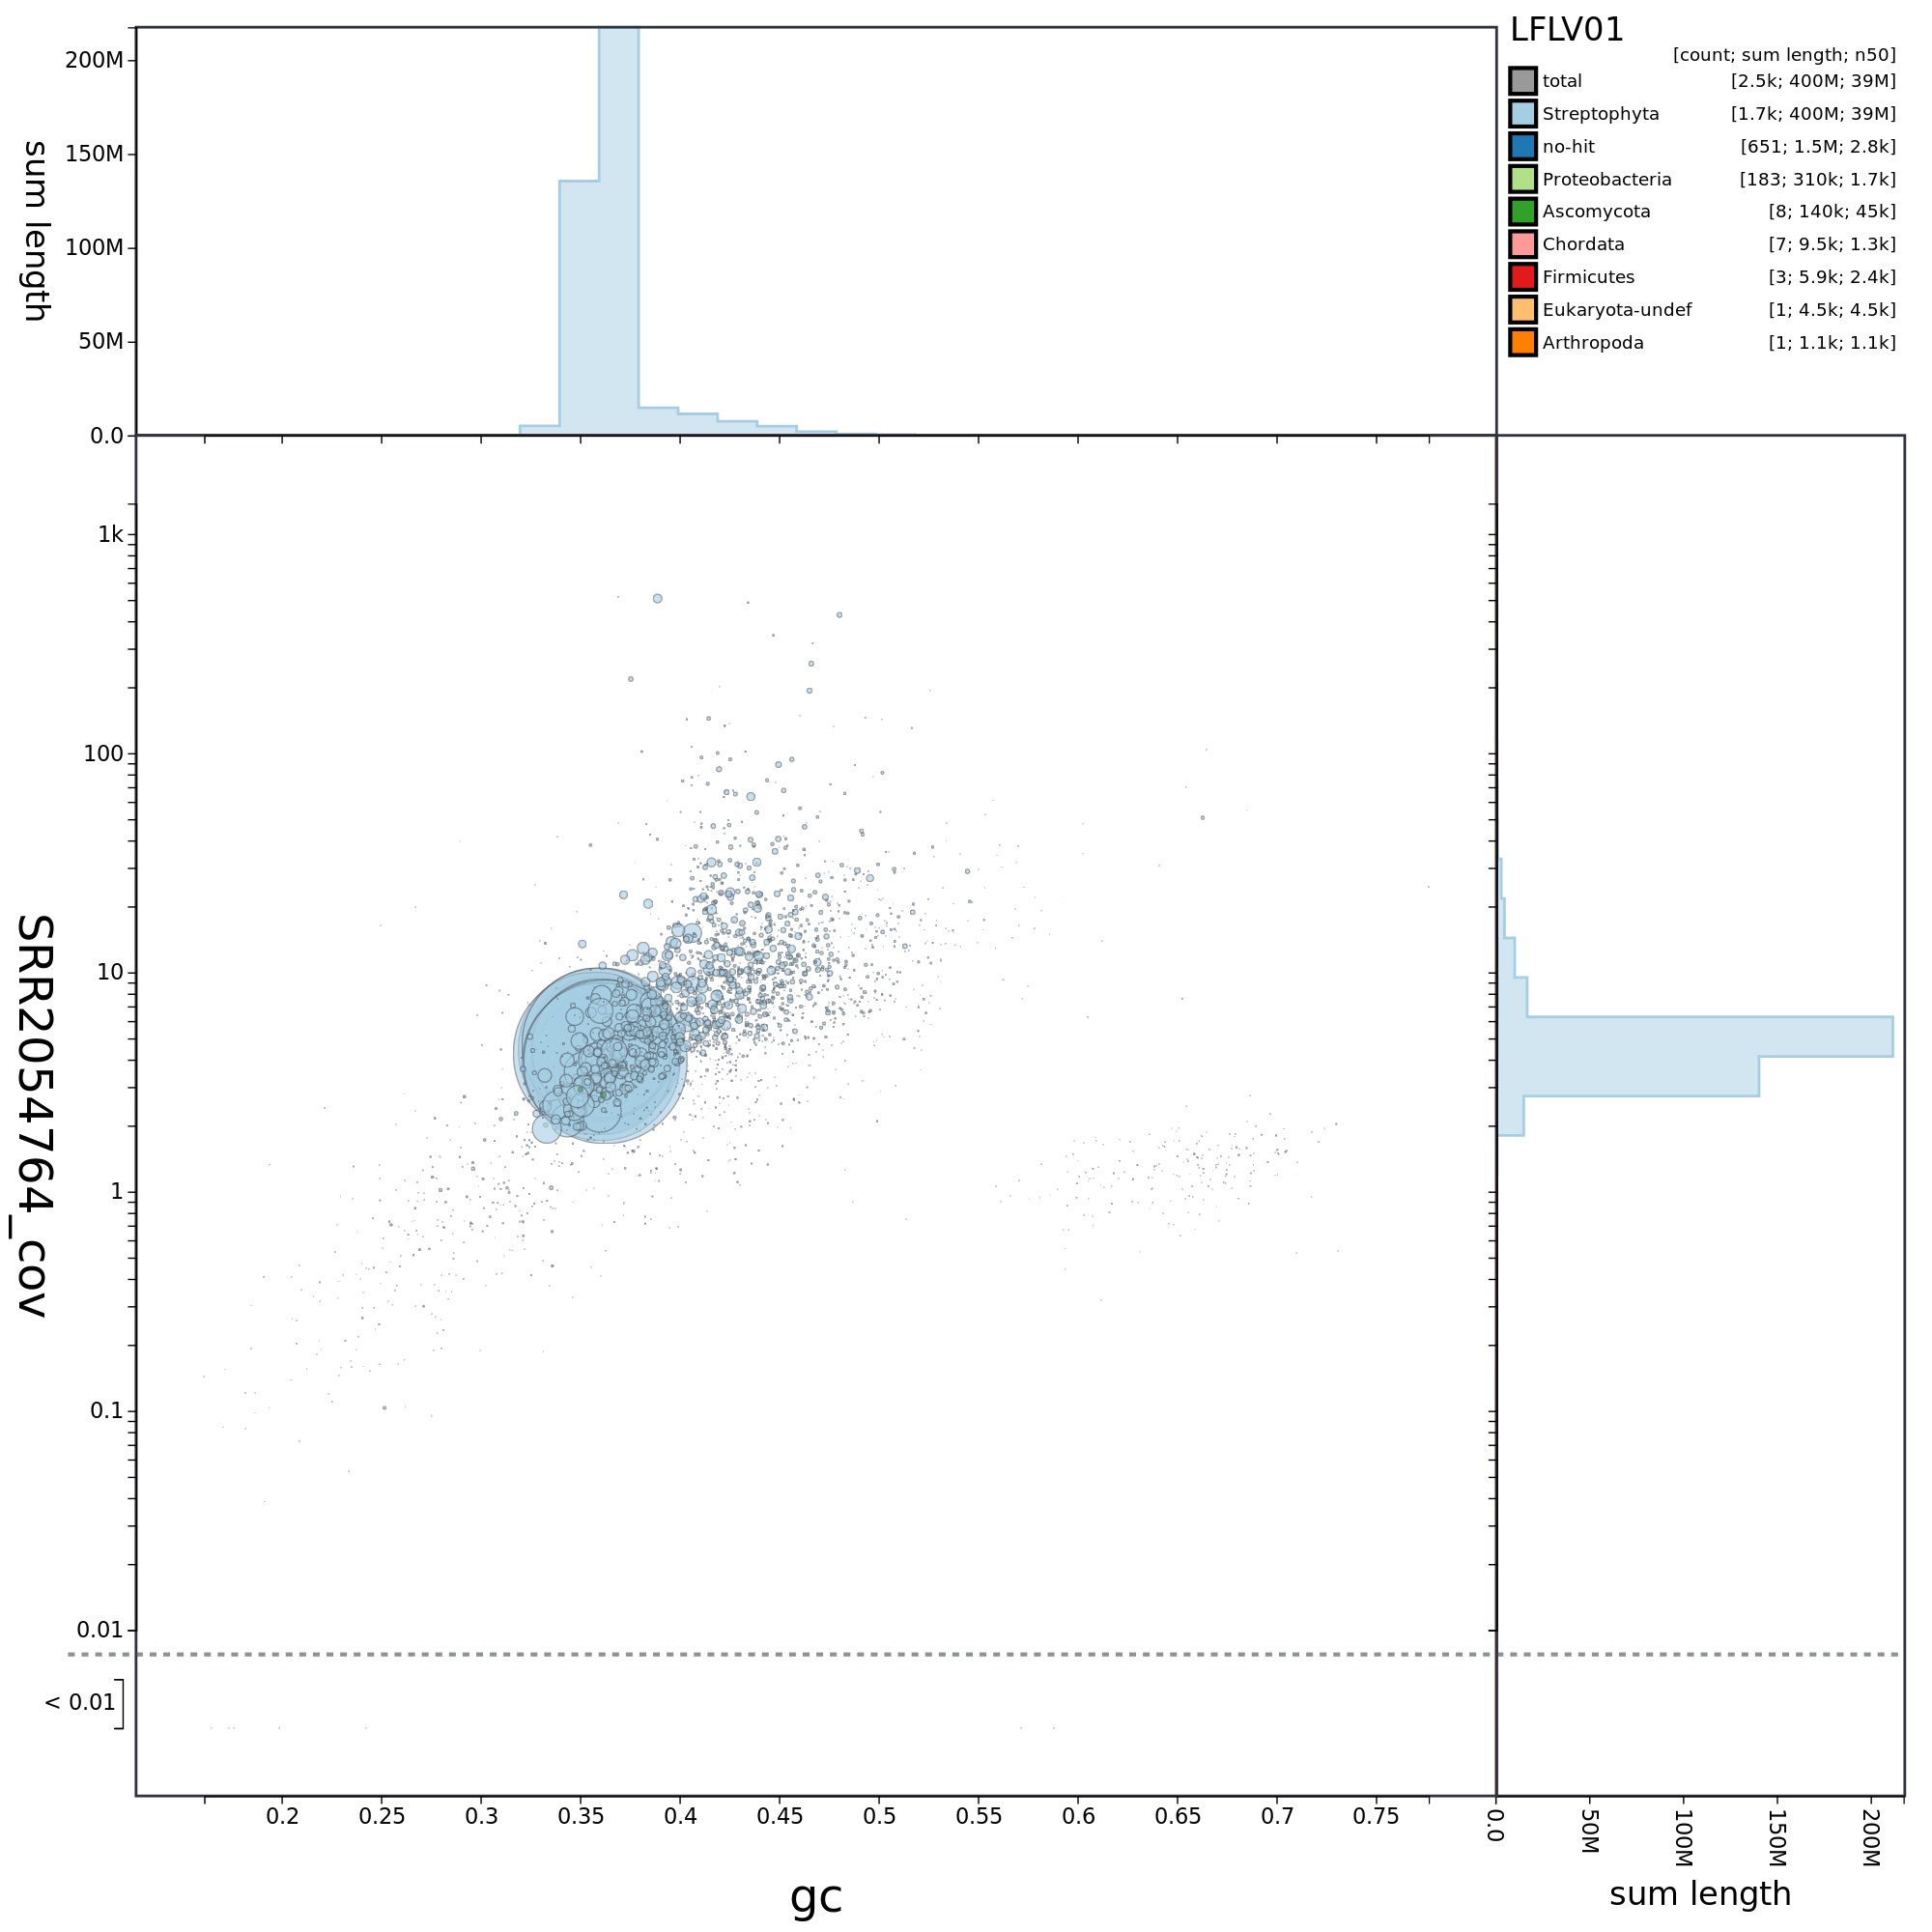 LFLV01
[count; sum length; n50]
total [2.5k; 400M; 39M]
Streptophyta [1.7k; 400M; 39M]
no-hit [651; 1.5M; 2.8k]
Proteobacteria [183; 310k; 1.7k]
Ascomycota [8; 140k; 45k]
Chordata [7; 9.5k; 1.3k]
Firmicutes [3; 5.9k; 2.4k]
Eukaryota-undef [1; 4.5k; 4.5k]
Arthropoda [1; 1.1k; 1.1k]
sum length
200M
150M
100M
50M
0.0
SRR2054764_cov
1k
100
10
1
0.1
0.01
< 0.01
0.2 0.25 0.3 0.35 0.4 0.45 0.5 0.55 0.6 0.65 0.7 0.75
gc
0.0 50M 100M 150M 200M
sum length